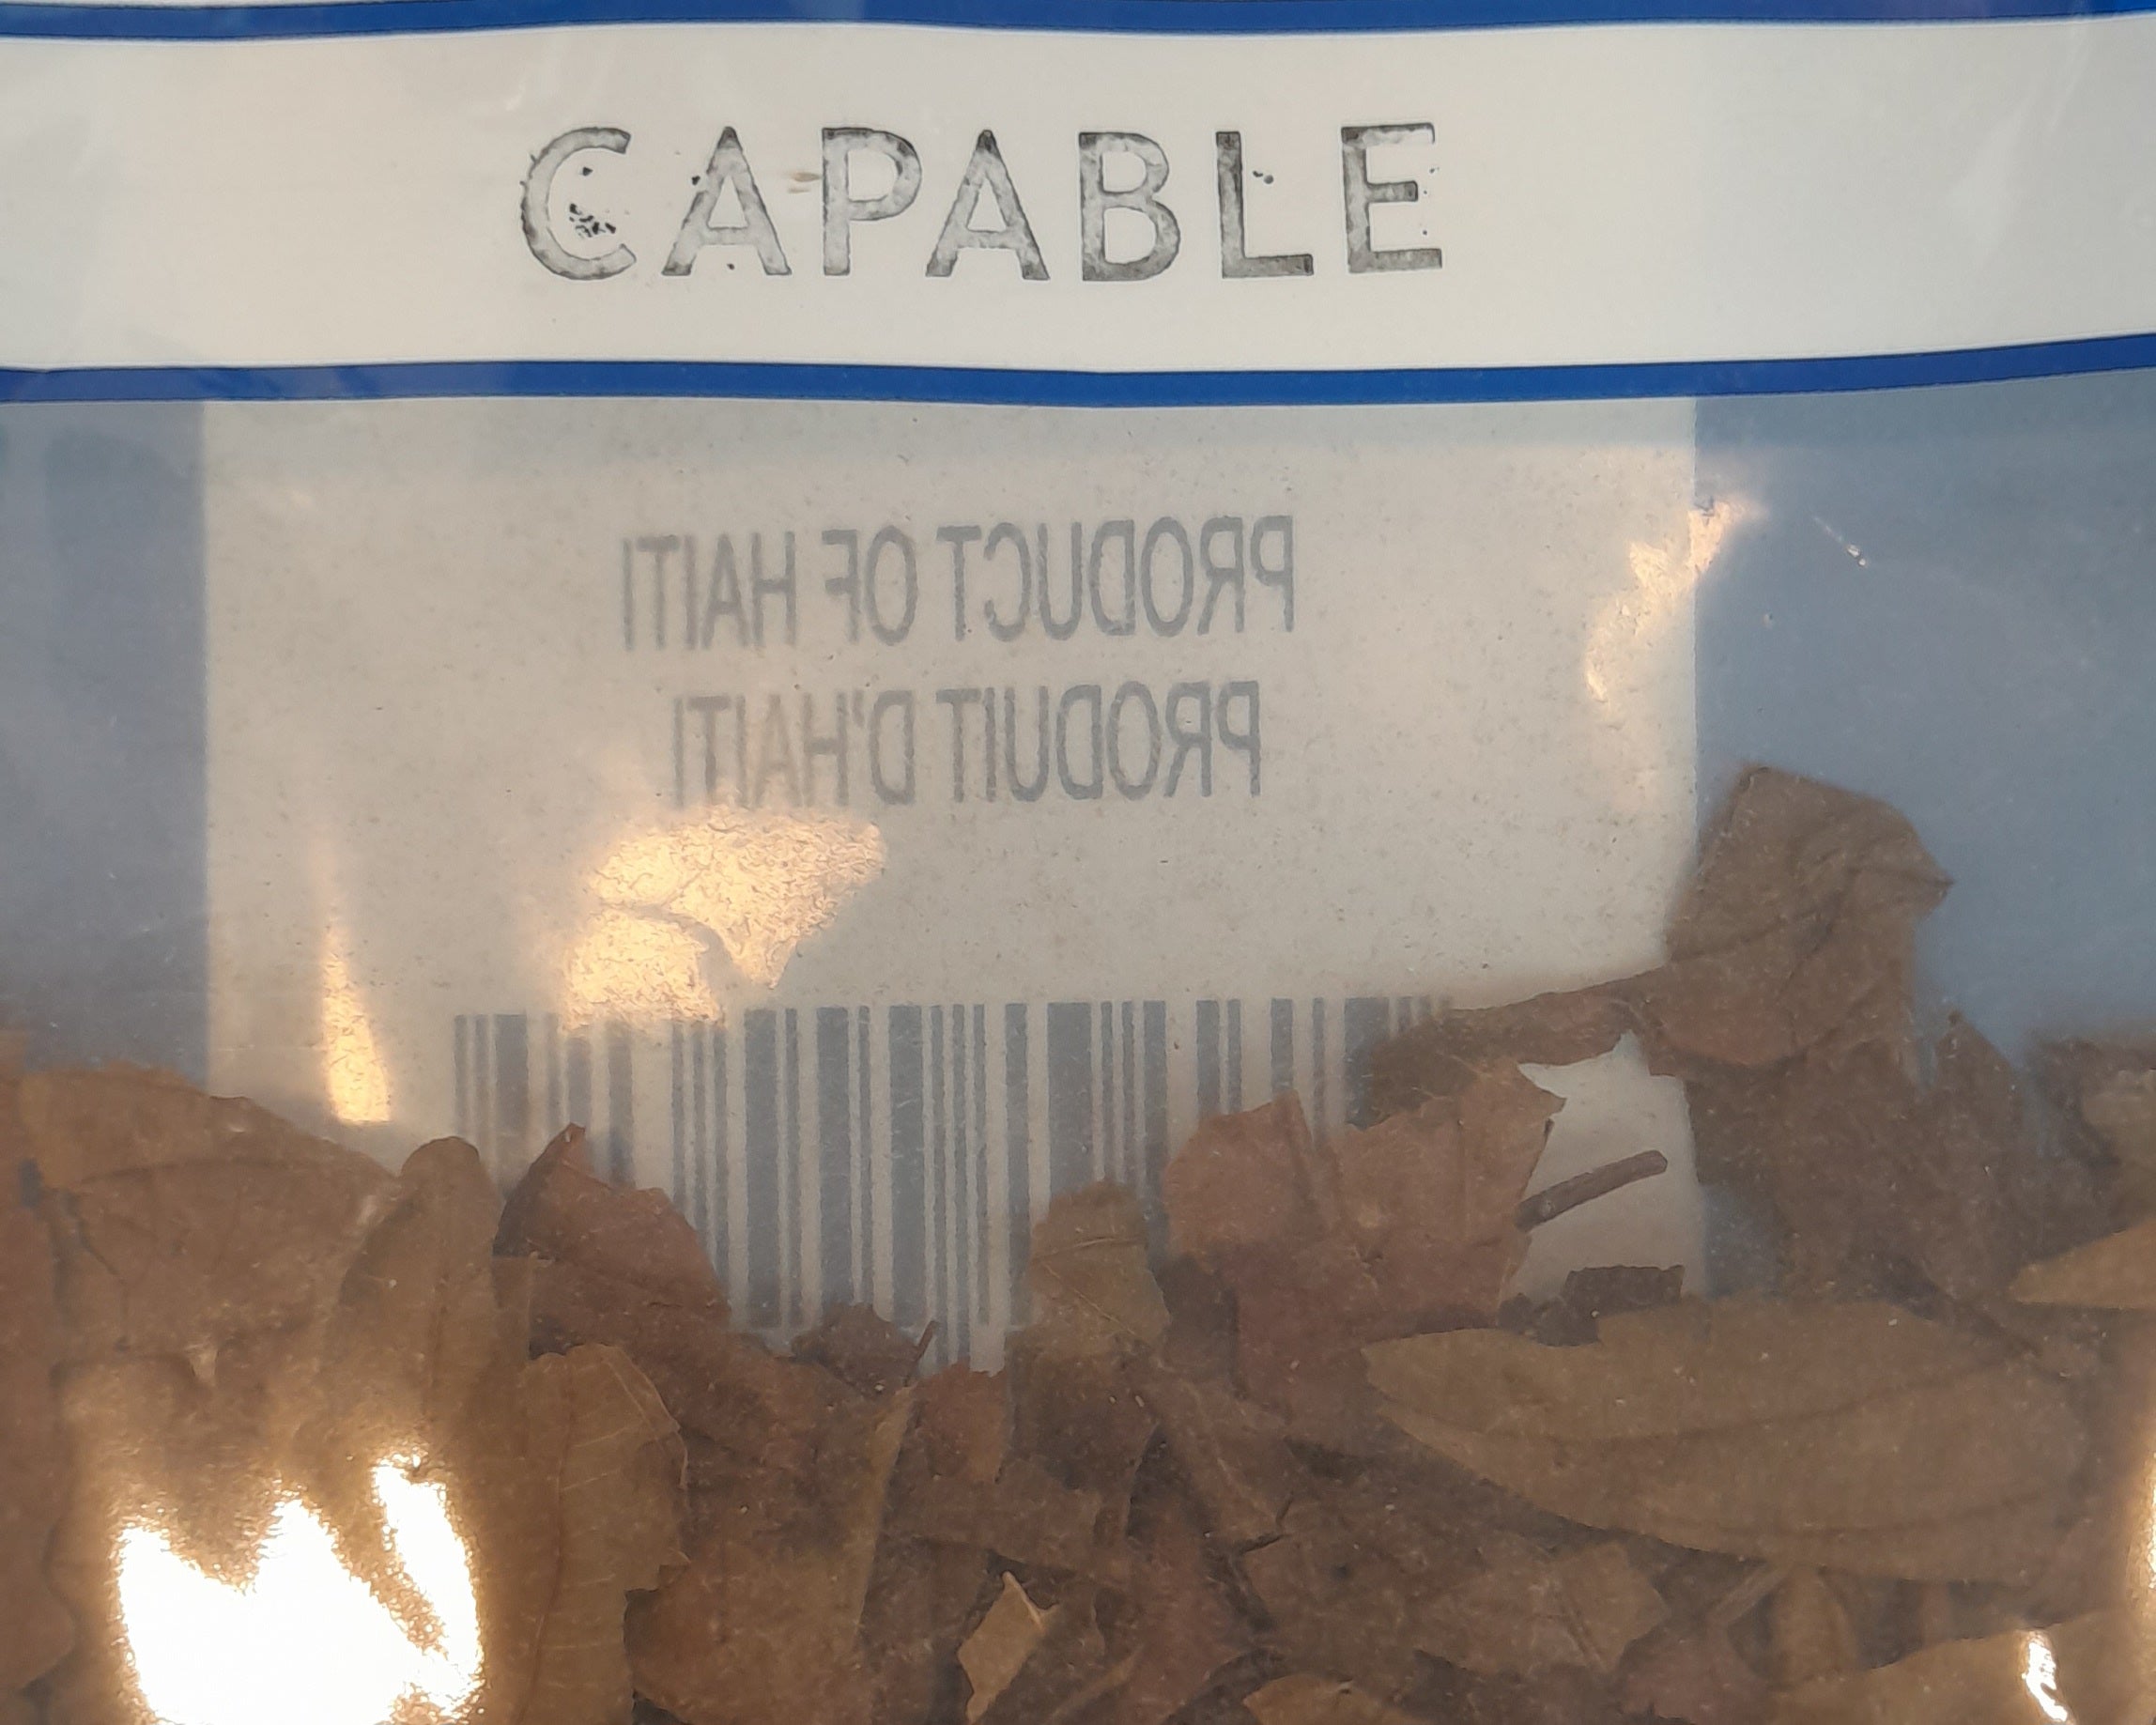 CAPABLE
PRODUCT OF HAITI
PRODUIT D'HAITI